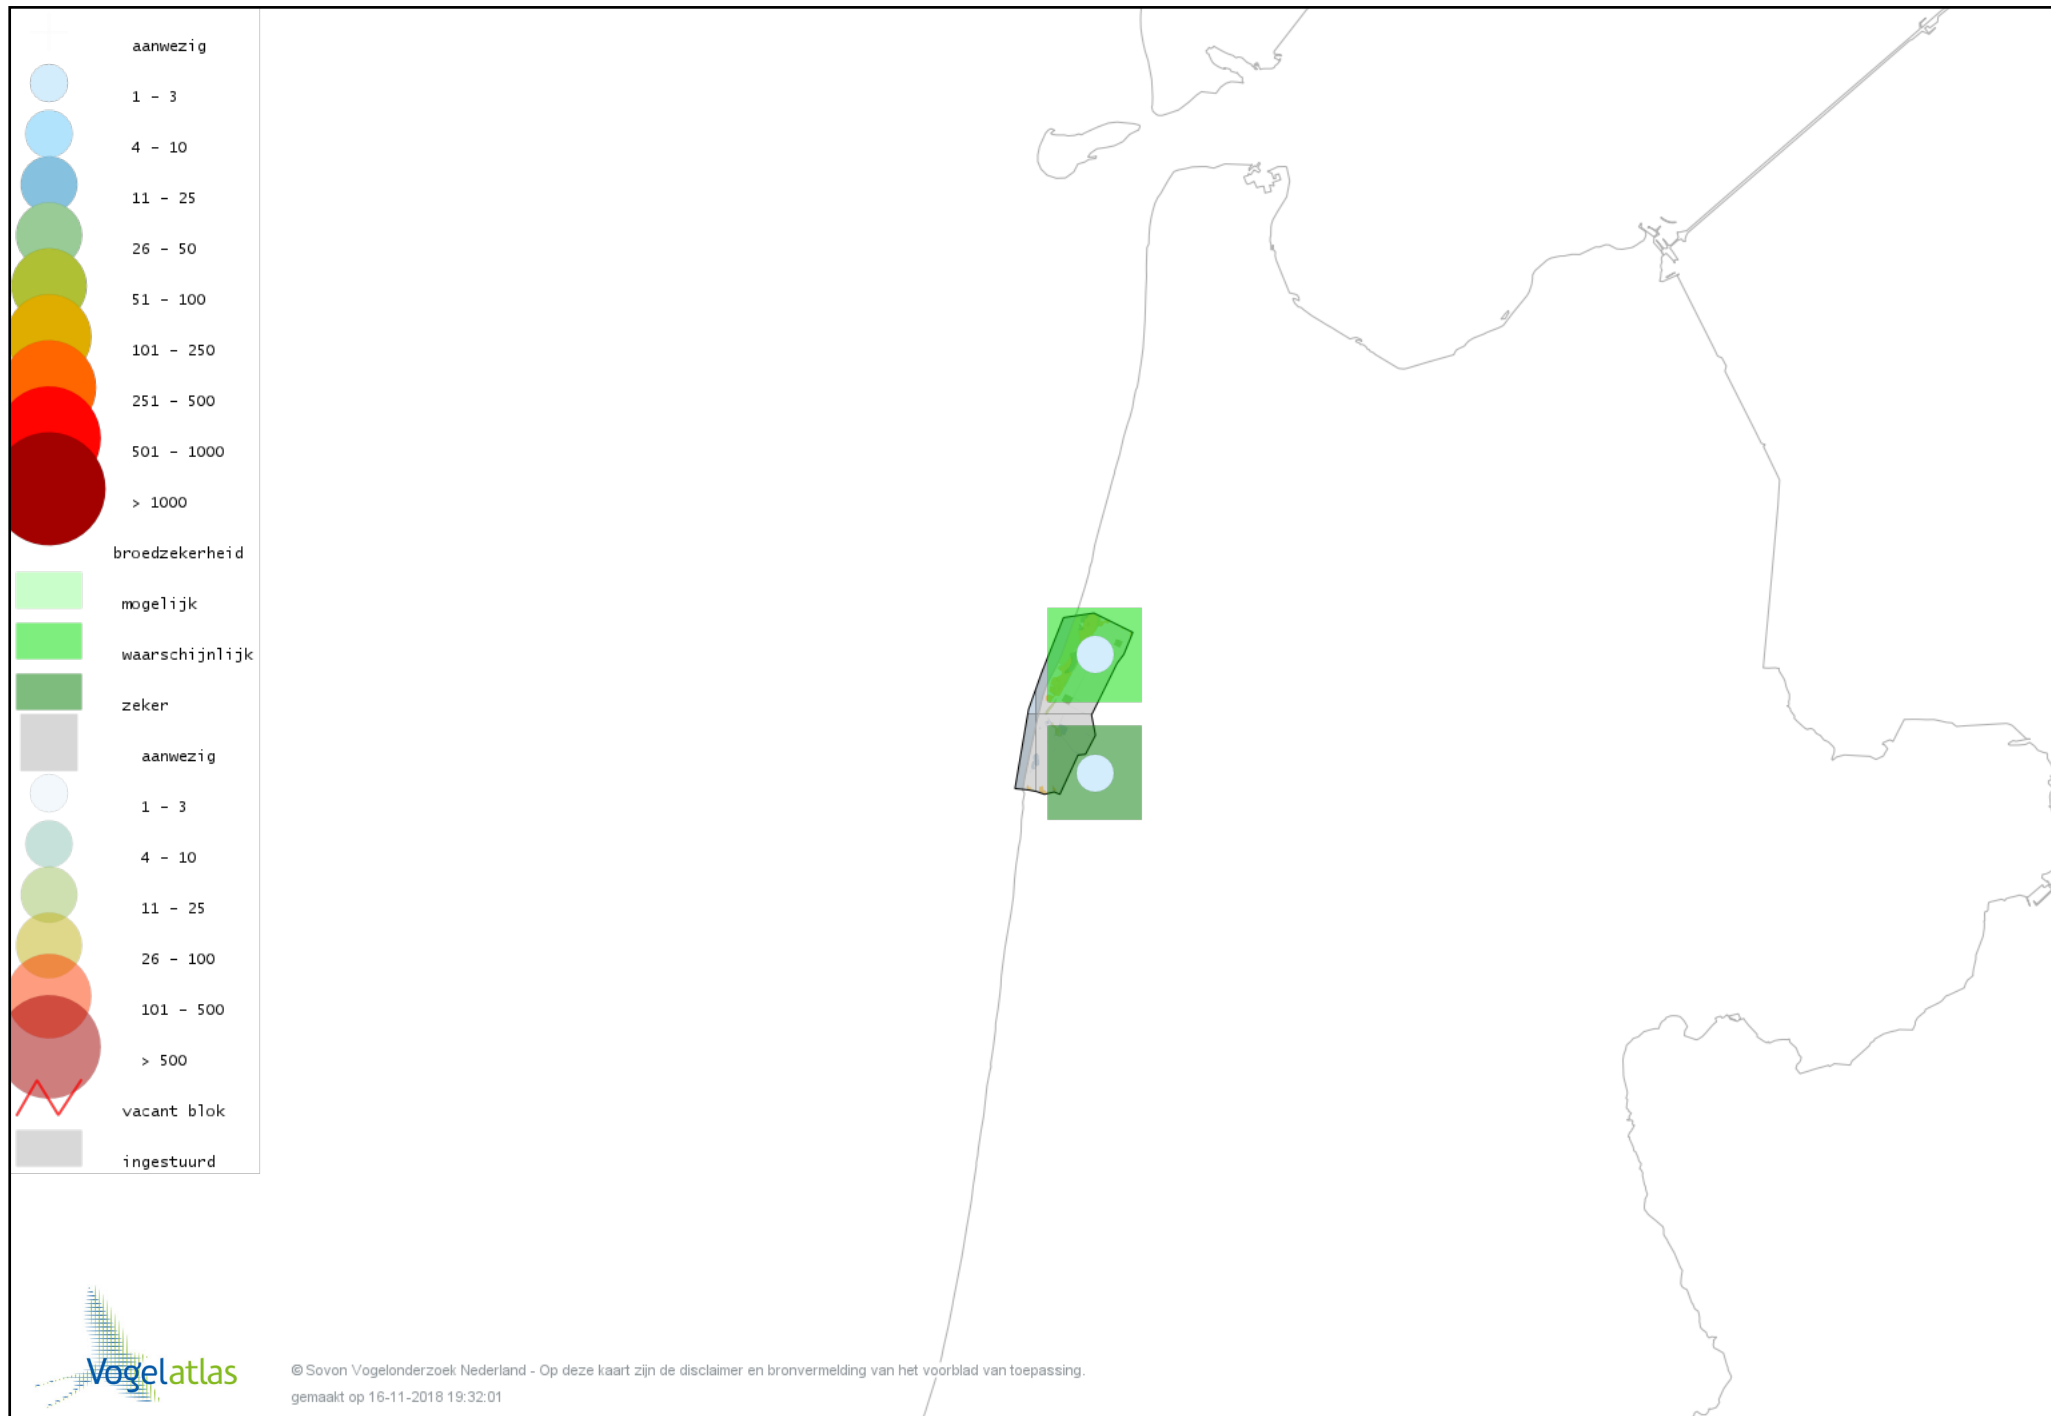 aanwezig
1 - 3
4 - 10
11 - 25
26 - 50
51 - 100
101 - 250
251 - 500
501 - 1000
> 1000
broedzekerheid
mogelijk
waarschijnlijk
zeker
aanwezig
1 - 3
4 - 10
11 - 25
26 - 100
101 - 500
> 500
vacant blok
ingestuurd
Vogelatlas
© Sovon Vogelonderzoek Nederland - Op deze kaart zijn de disclaimer en bronvermelding van het voorblad van toepassing.
gemaakt op 16-11-2018 19:32:01